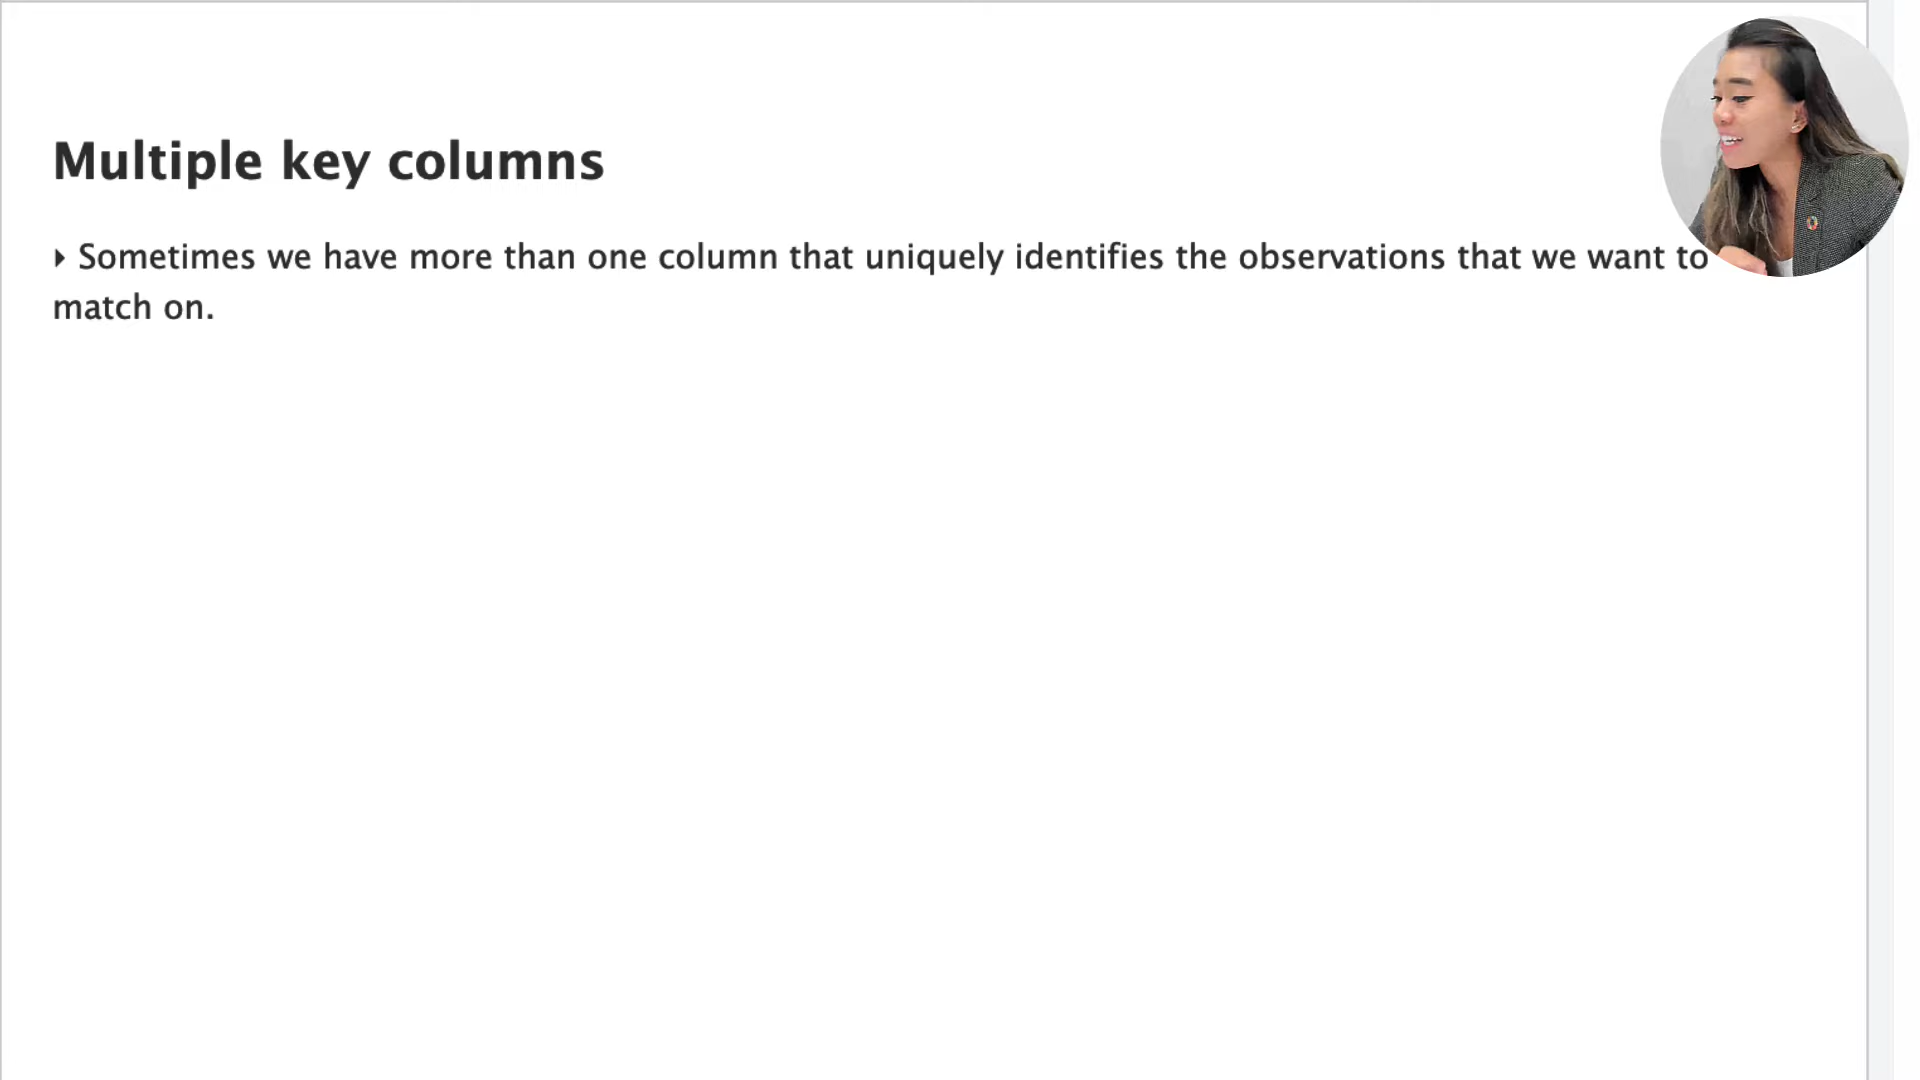 Multiple key columns
‣ Sometimes we have more than one column that uniquely identifies the observations that we want to
match on.